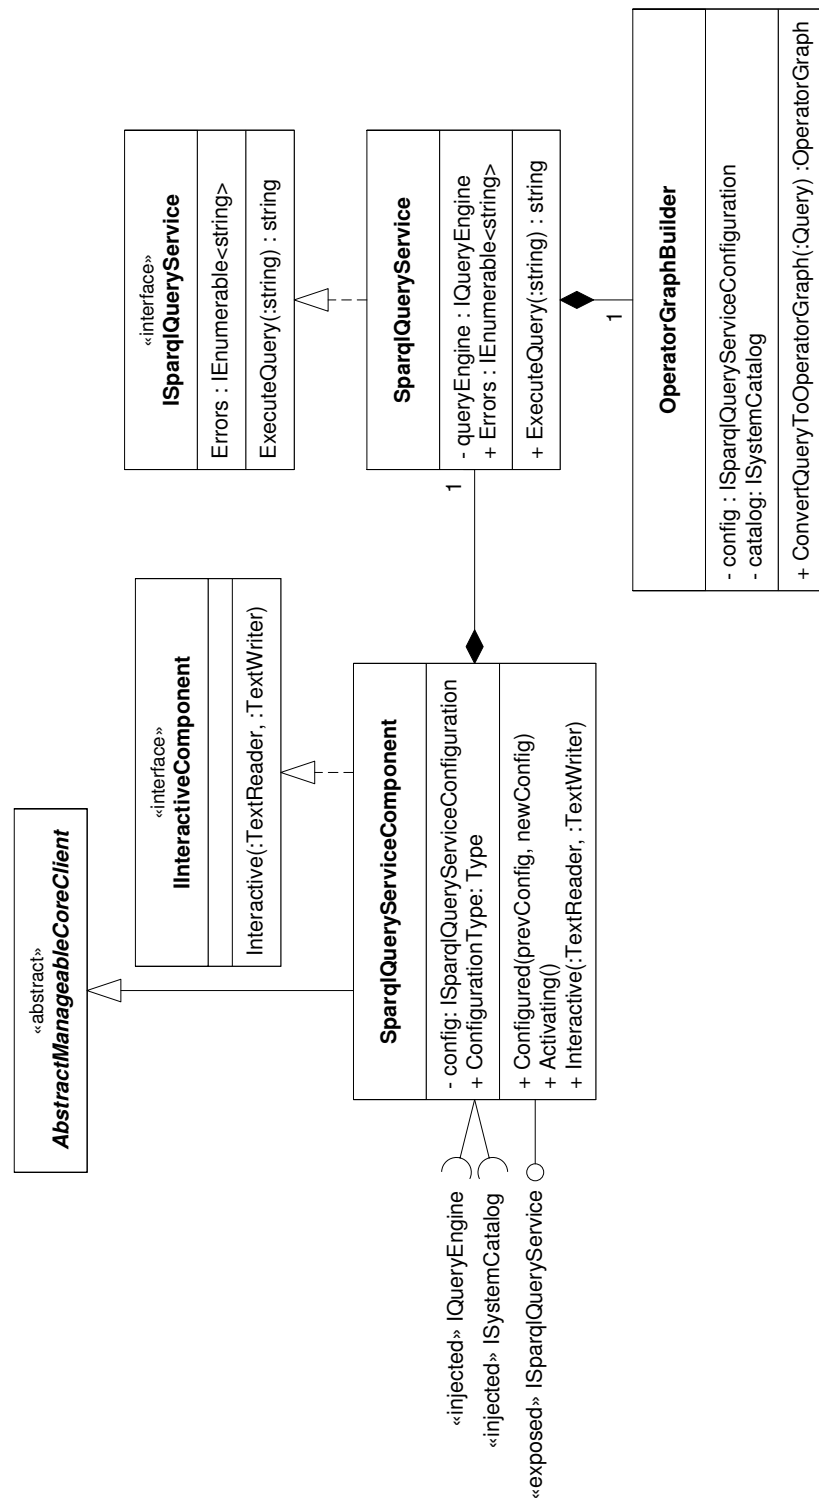 «abstract»
AbstractManageableCoreClient
«interface»
IInteractiveComponent
Interactive(:TextReader, :TextWriter)
«interface»
ISparqlQueryService
Errors : IEnumerable<string>
ExecuteQuery(:string) : string
«injected» IQueryEngine
«injected» ISystemCatalog
«exposed» ISparqlQueryService
SparqlQueryServiceComponent
- config: ISparqlQueryServiceConfiguration
+ ConfigurationType: Type
+ Configured(prevConfig, newConfig)
+ Activating()
+ Interactive(:TextReader, :TextWriter)
1
SparqlQueryService
- queryEngine : IQueryEngine
+ Errors : IEnumerable<string>
+ ExecuteQuery(:string) : string
1
OperatorGraphBuilder
- config : ISparqlQueryServiceConfiguration
- catalog: ISystemCatalog
+ ConvertQueryToOperatorGraph(:Query) :OperatorGraph